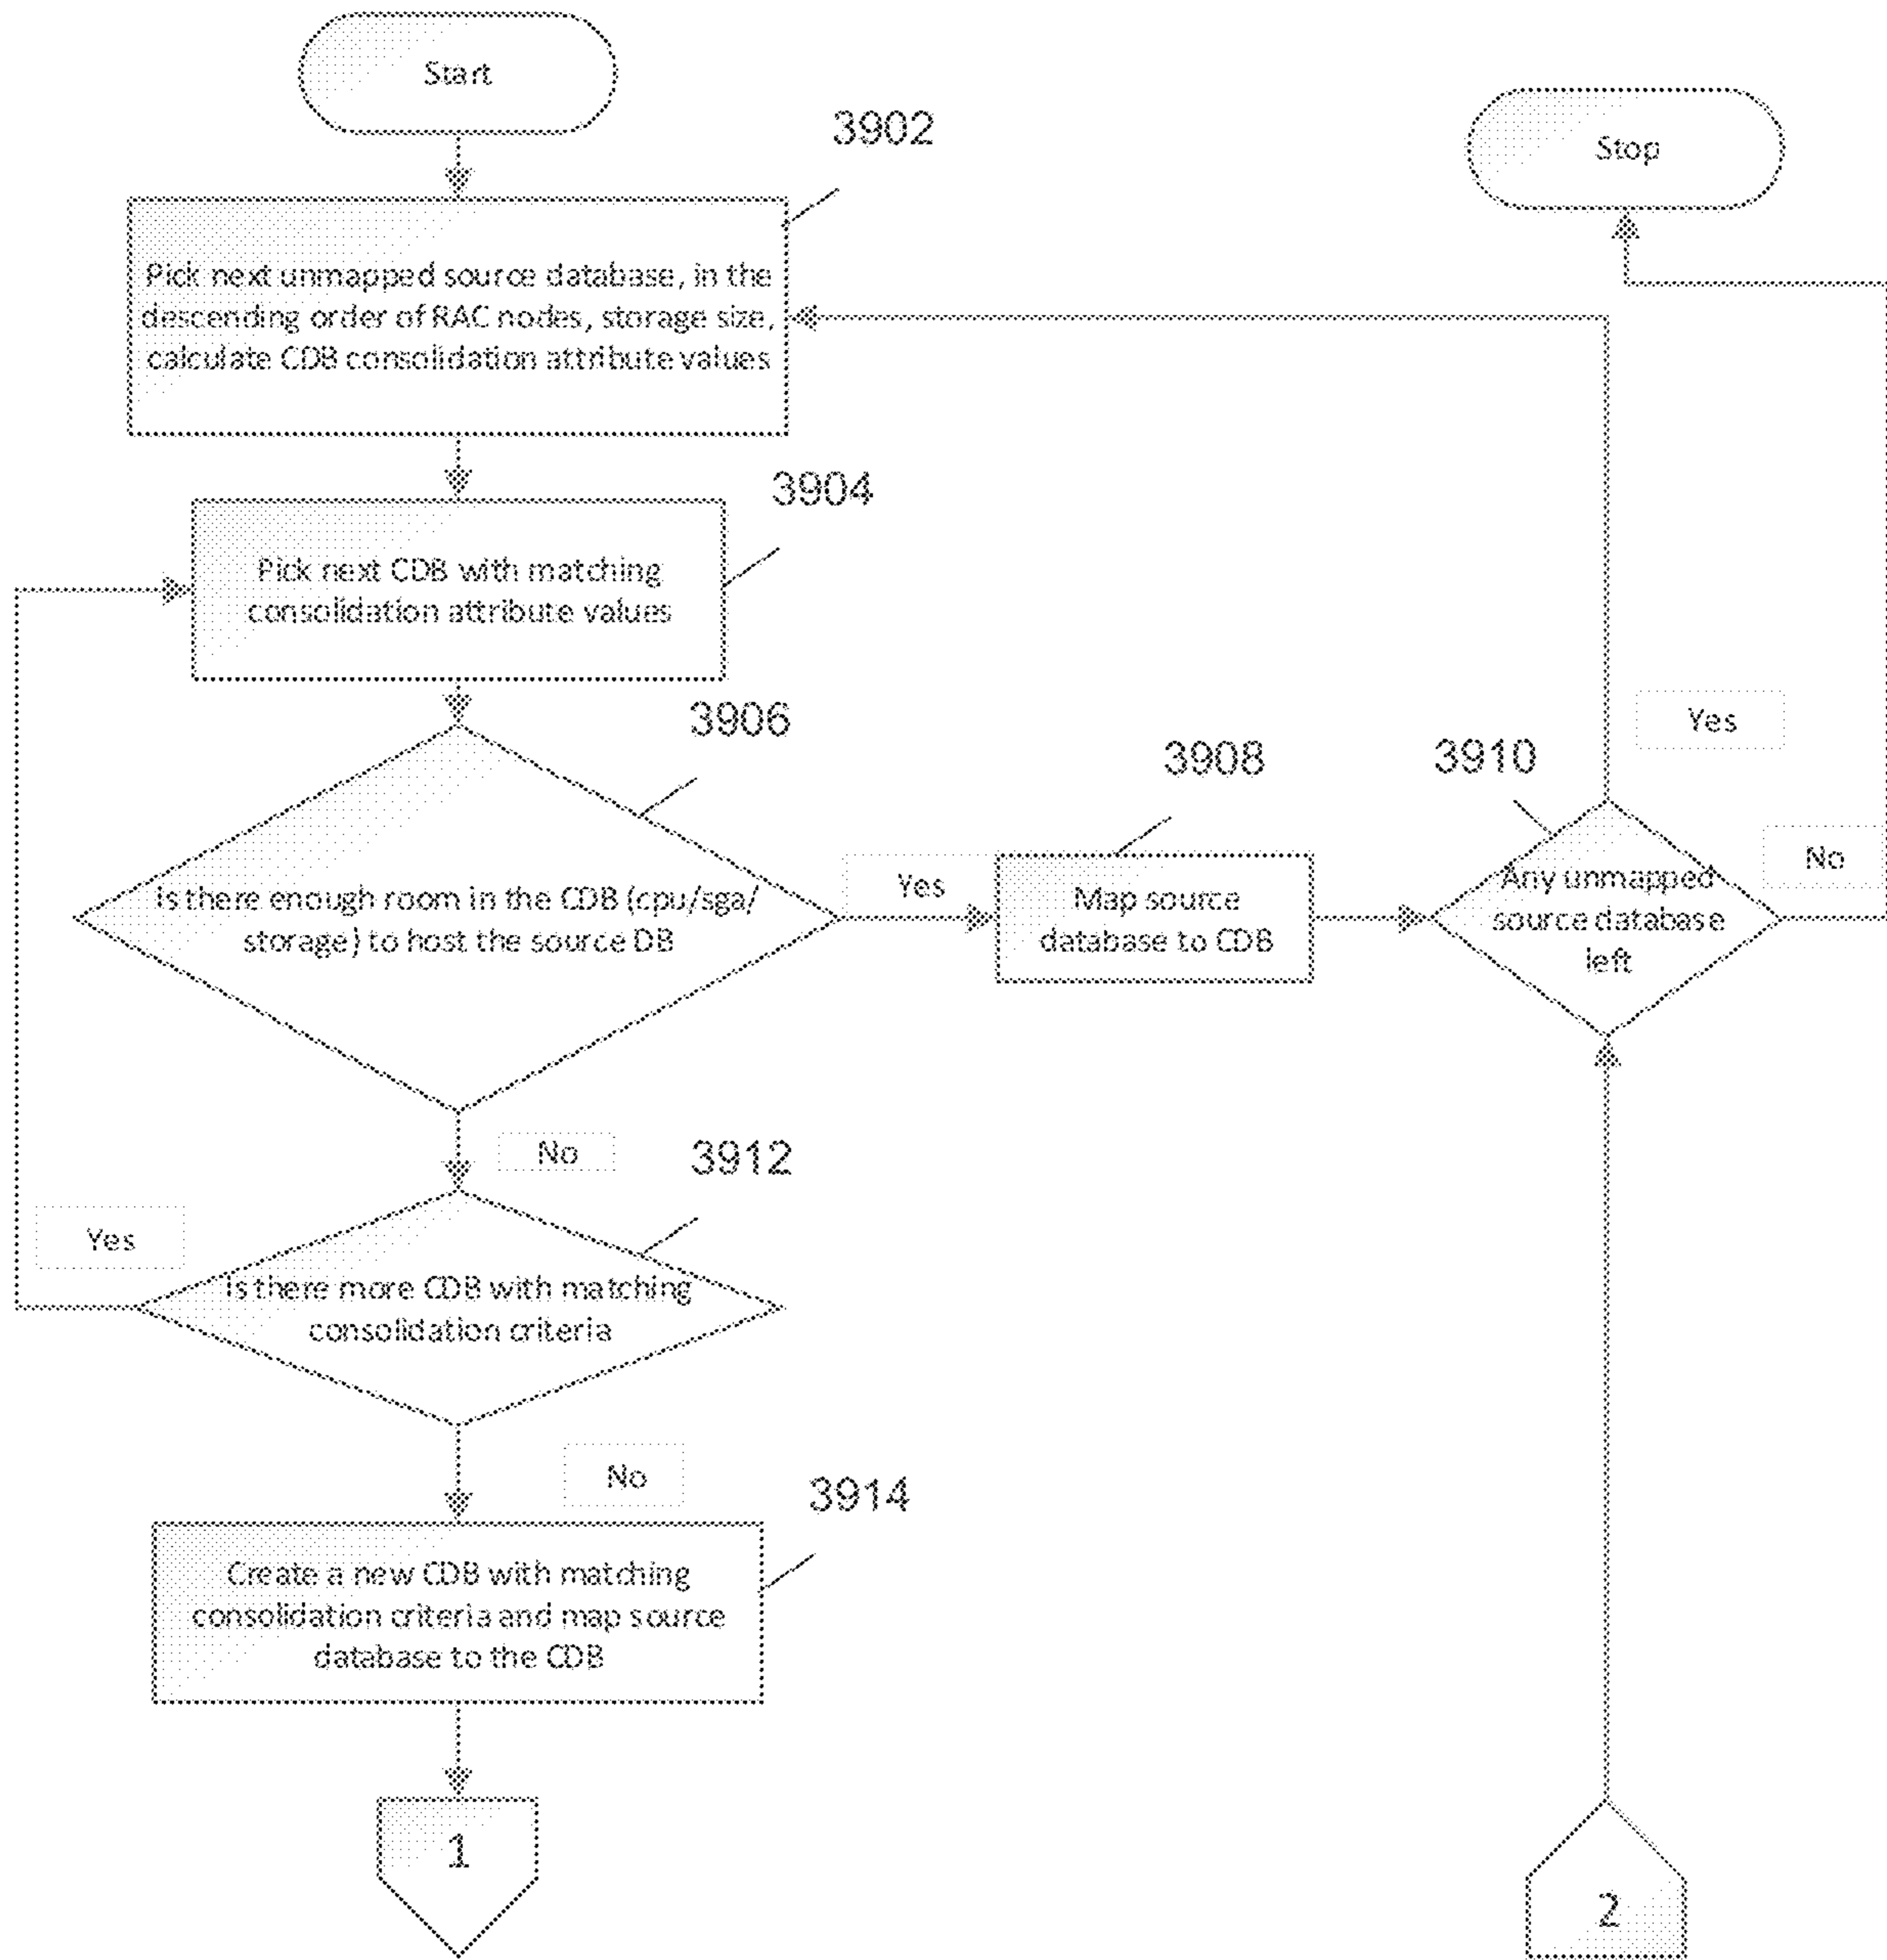 Start
3902
Stop
Pick next unmapped source database, in the
descending order of RAC nodes, storage size,
calculate CDB consolidation attribute values
3904
Pick next CDB with matching
consolidation attribute values
3906
Is there enough room in the CDB (cpu/sga/
storage) to host the source DB
Yes
3908
Map source
database to CDB
3910
Any unmapped
source database
left
Yes
No
No
3912
Yes
Is there more CDB with matching
consolidation criteria
No
3914
Create a new CDB with matching
consolidation criteria and map source
database to the CDB
1
2